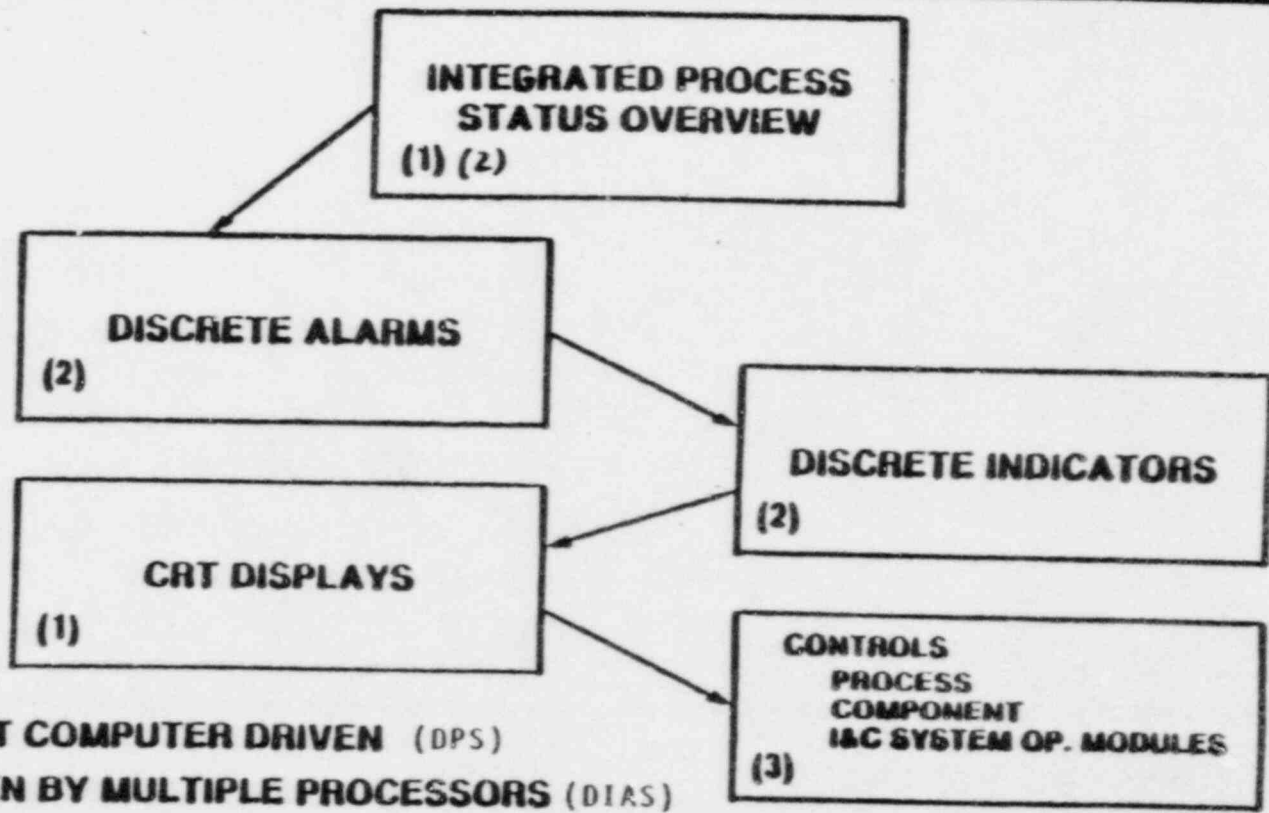 INTEGRATED PROCESS
STATUS OVERVIEW
(1) (2)
DISCRETE ALARMS
(2)
DISCRETE INDICATORS
(2)
CRT DISPLAYS
(1)
CONTROLS
PROCESS
COMPONENT
I&C SYSTEM OP. MODULES
(3)
COMPUTER DRIVEN (DPS)
BY MULTIPLE PROCESSORS (DIAS)